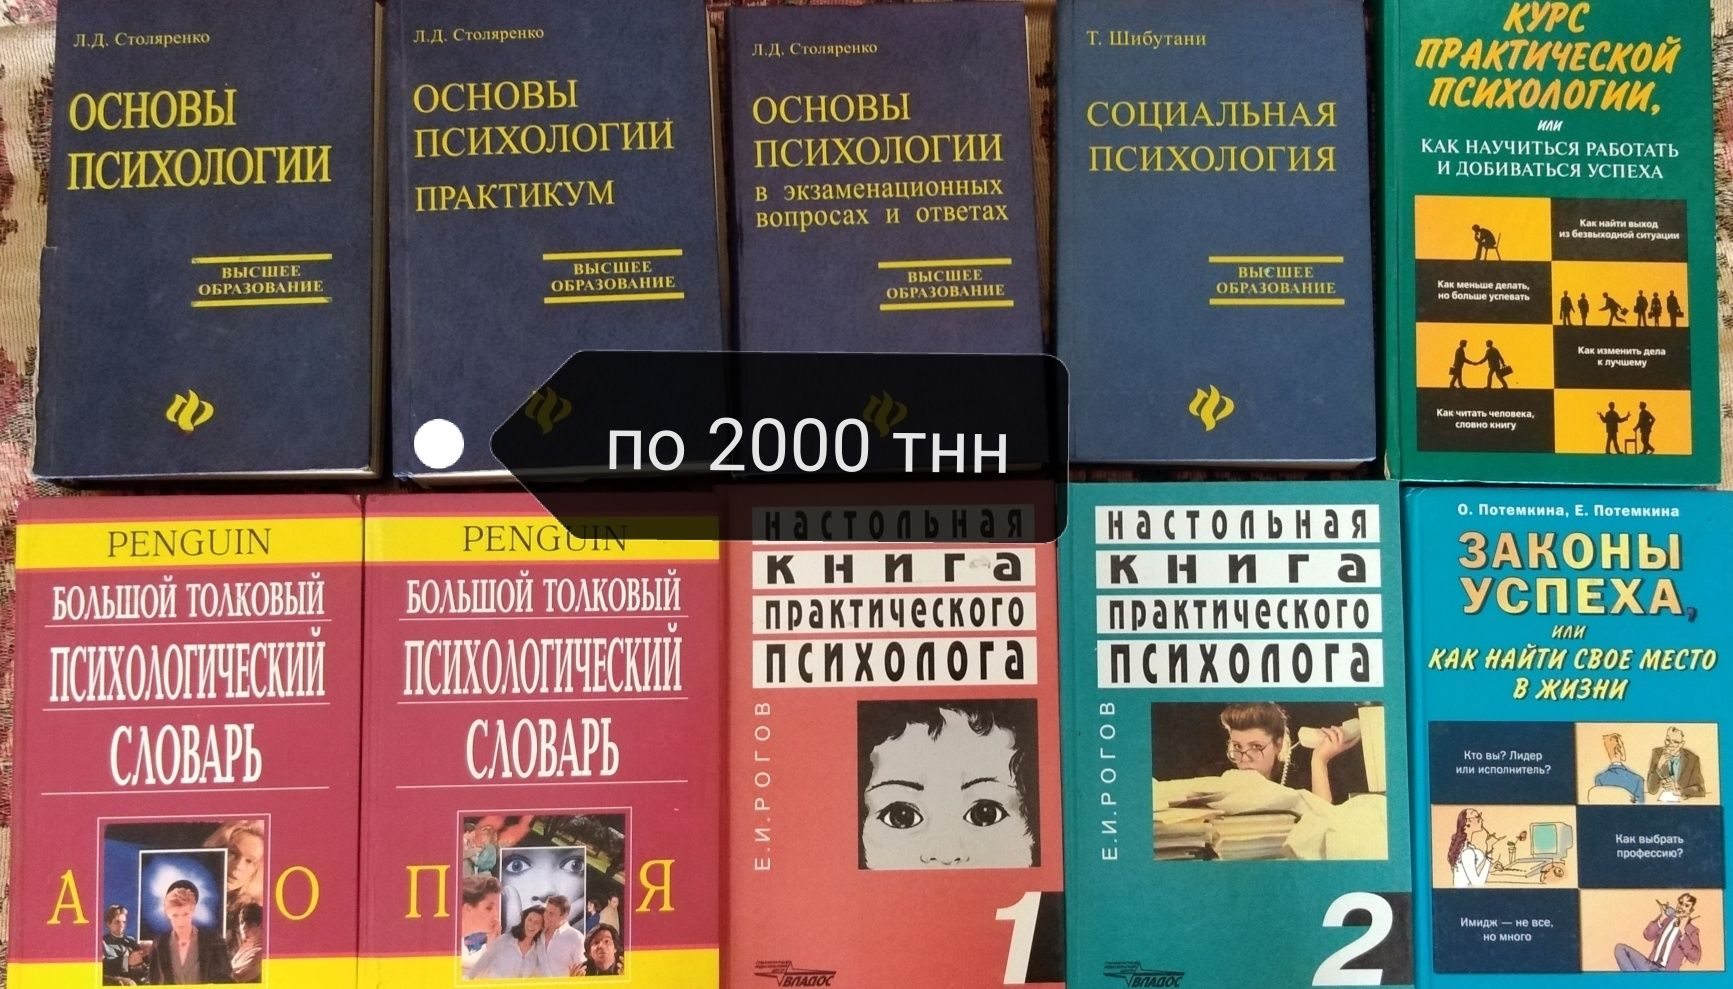 Л.Д. Столяренко
ОСНОВЫ
ПСИХОЛОГИИ
ВЫСШЕЕ
ОБРАЗОВАНИЕ
Л.Д. Столяренко
ОСНОВЫ
ПСИХОЛОГИИ
ПРАКТИКУМ
ВЫСШЕЕ
ОБРАЗОВАНИЕ
Л.Д. Столяренко
ОСНОВЫ
ПСИХОЛОГИИ
в экзаменационных
вопросах и ответах
ВЫСШЕЕ
ОБРАЗОВАНИЕ
Т. Шибутани
СОЦИАЛЬНАЯ
ПСИХОЛОГИЯ
ВЫСШЕЕ
ОБРАЗОВАНИЕ
КУРС
ПРАКТИЧЕСКОЙ
ПСИХОЛОГИИ,
ИЛИ
КАК НАУЧИТЬСЯ РАБОТАТЬ
И ДОБИВАТЬСЯ УСПЕХА
Как найти выход
из безвыходной ситуации
Как меньше делать,
но больше успевать
Как изменить дела
к лучшему
Как читать человека,
словно книгу
по 2000 тнн
PENGUIN
БОЛЬШОЙ ТОЛКОВЫЙ
ПСИХОЛОГИЧЕСКИЙ
СЛОВАРЬ
А О
PENGUIN
БОЛЬШОЙ ТОЛКОВЫЙ
ПСИХОЛОГИЧЕСКИЙ
СЛОВАРЬ
П Я
настольная
книга
практического
психолога
Е.И.РОГОВ
1
ВЛАДОС
настольная
книга
практического
психолога
Е.И.РОГОВ
2
ВЛАДОС
О. Потемкина, Е. Потемкина
ЗАКОНЫ
УСПЕХА,
ИЛИ
КАК НАЙТИ СВОЕ МЕСТО
В ЖИЗНИ
Кто вы? Лидер
или исполнитель?
Как выбрать
профессию?
Имидж — не все,
но много